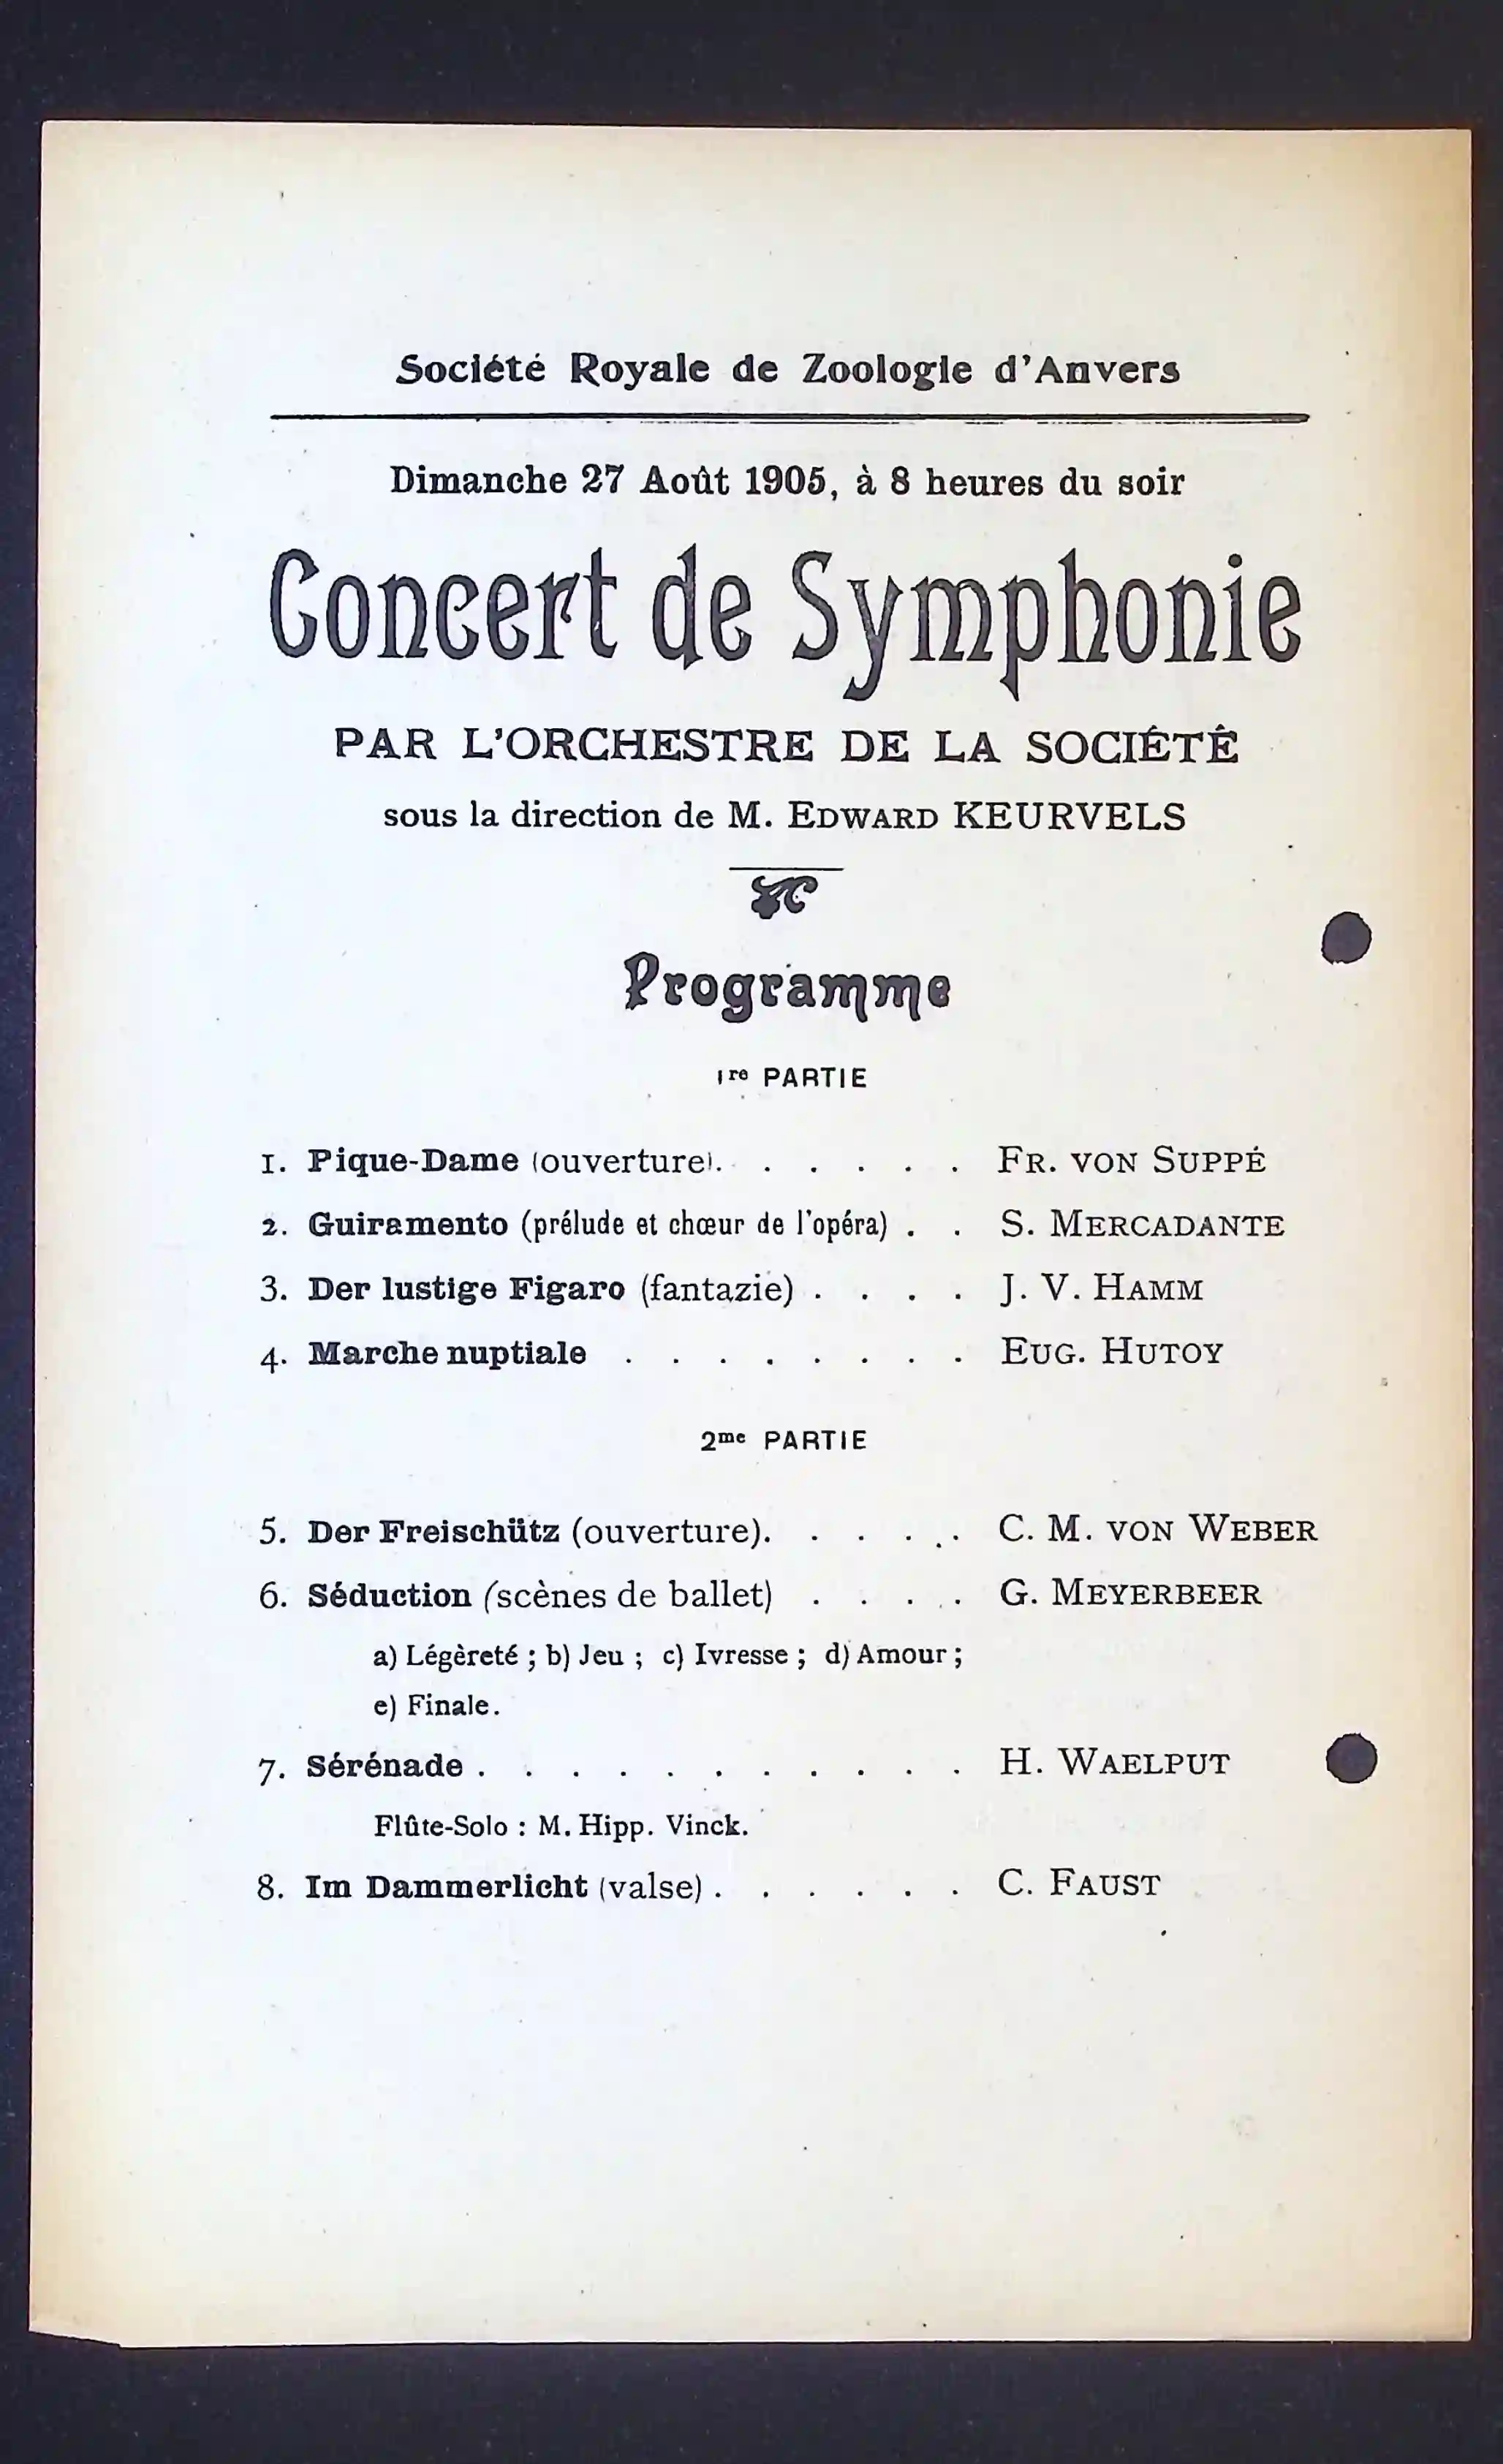 Société Royale de Zoologie d'Anvers
Dimanche 27 Août 1905, à 8 heures du soir
Concert de Symphonie
PAR L'ORCHESTRE DE LA SOCIÉTÉ
sous la direction de M. EDWARD KEURVELS
Programme
1re PARTIE
1. Pique-Dame (ouverture). . . . . . FR. VON SUPPÉ
2. Guiramento (prélude et chœur de l'opéra) . . S. MERCADANTE
3. Der lustige Figaro (fantazie) . . . . J. V. HAMM
4. Marche nuptiale . . . . . . . . EUG. HUTOY
2me PARTIE
5. Der Freischütz (ouverture). . . . . C. M. VON WEBER
6. Séduction (scènes de ballet) . . . . G. MEYERBEER
a) Légèreté ; b) Jeu ; c) Ivresse ; d) Amour ;
e) Finale.
7. Sérénade . . . . . . . . . . . H. WAELPUT
Flûte-Solo : M. Hipp. Vinck.
8. Im Dammerlicht (valse) . . . . . . C. FAUST